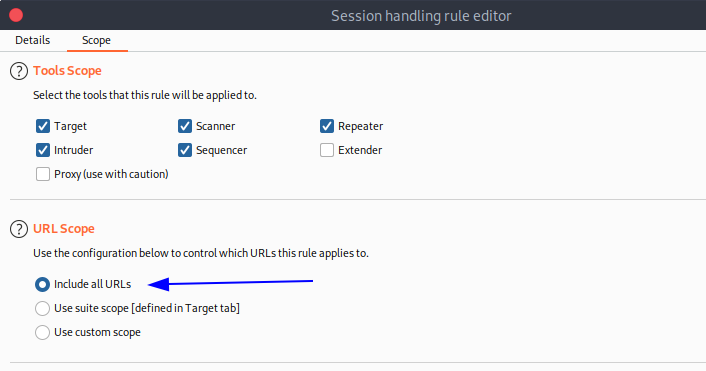 Session handling rule editor
Details Scope
? Tools Scope
Select the tools that this rule will be applied to.
Target Scanner Repeater
Intruder Sequencer Extender
Proxy (use with caution)
? URL Scope
Use the configuration below to control which URLs this rule applies to.
Include all URLs
Use suite scope [defined in Target tab]
Use custom scope